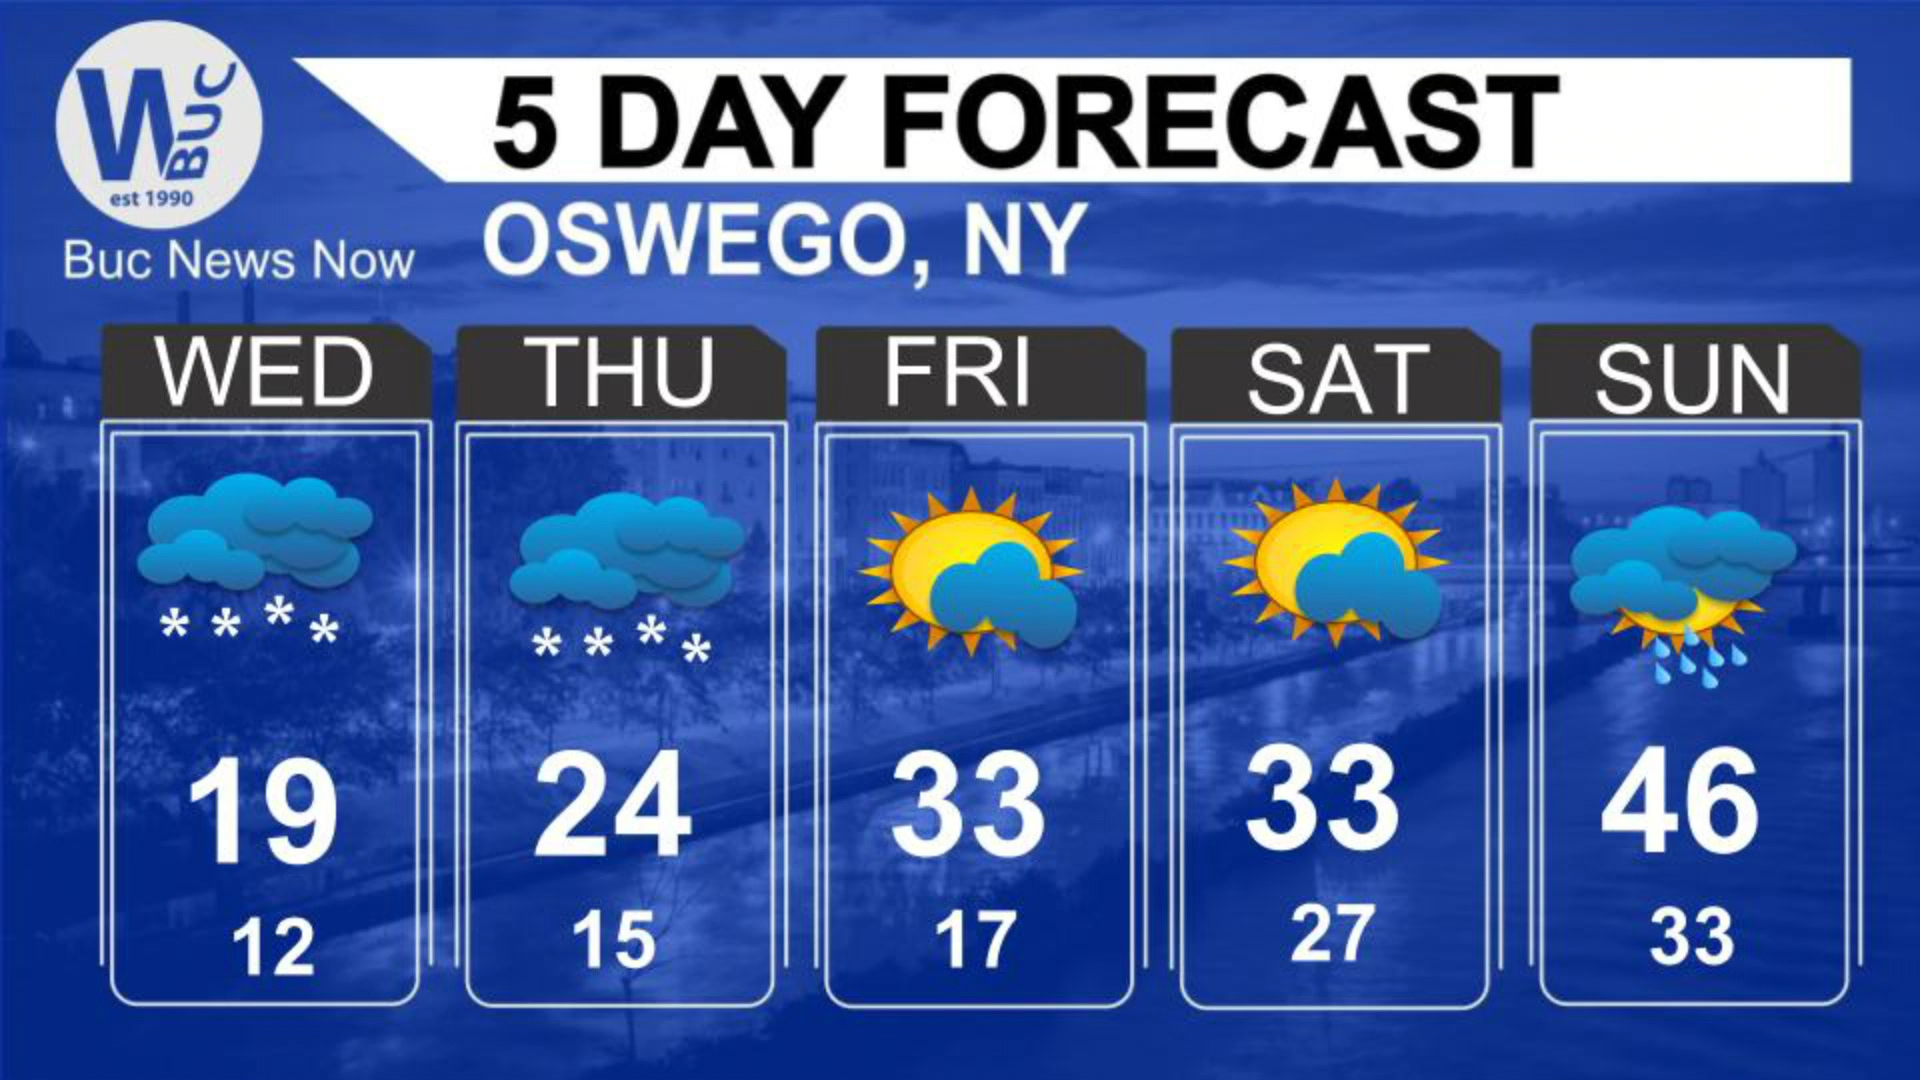 WBUC
est 1990
Buc News Now
5 DAY FORECAST
OSWEGO, NY
WED THU FRI SAT SUN
* * * * * * * *
19 24 33 33 46
12 15 17 27 33